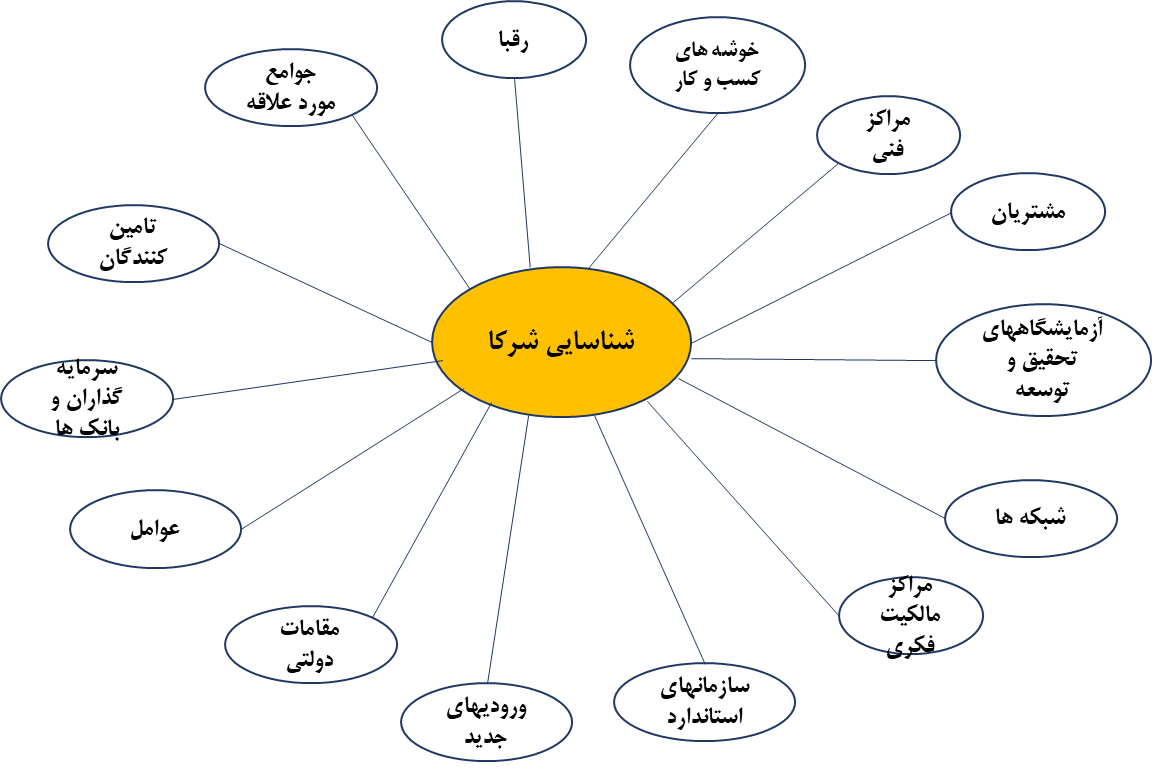 رقبا
خوشه های
کسب و کار
جوامع
مورد علاقه
مراکز
فنی
مشتریان
تامین
کنندگان
شناسایی شرکا
آزمایشگاههای
تحقیق و
توسعه
سرمایه
گذاران و
بانک ها
عوامل
شبکه ها
مراکز
مالکیت
فکری
مقامات
دولتی
سازمانهای
استاندارد
ورودیهای
جدید